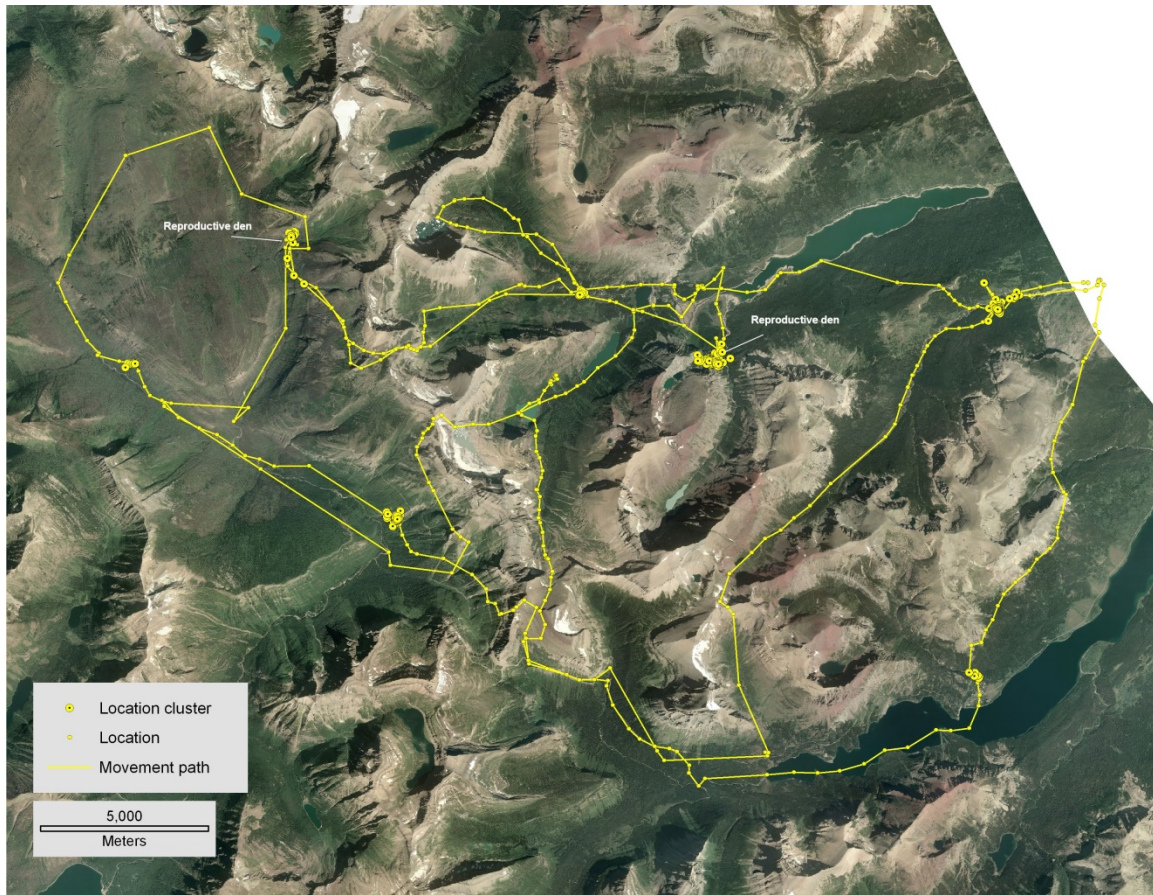 Reproductive den
Reproductive den
Location cluster
Location
Movement path
5,000
Meters